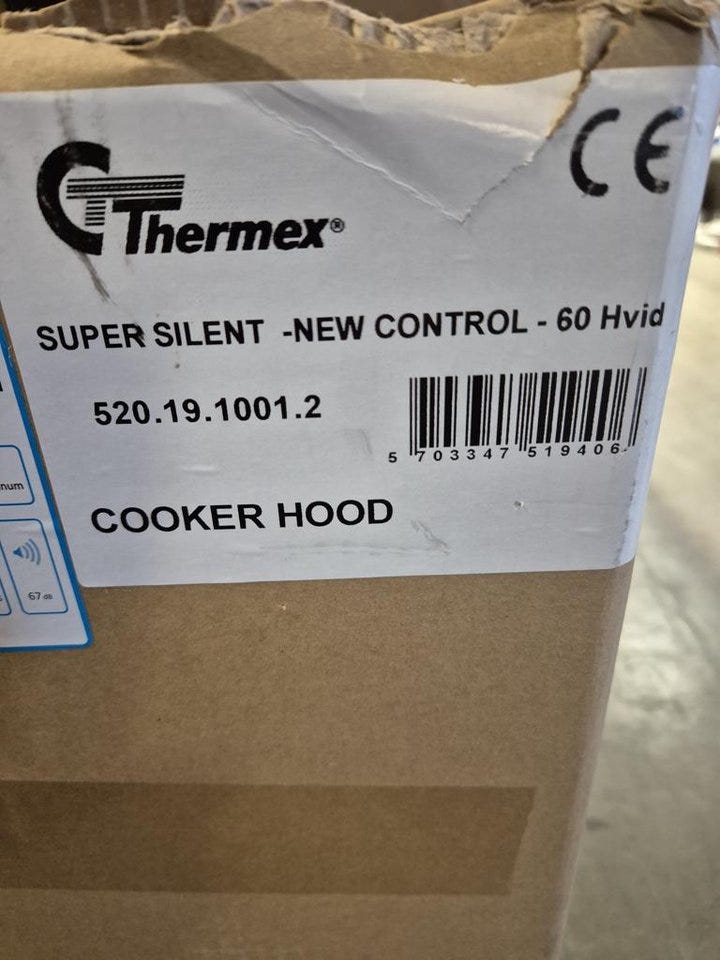 CE
Thermex®
SUPER SILENT -NEW CONTROL - 60 Hvid
520.19.1001.2
5 703347 519406
COOKER HOOD
67 dB